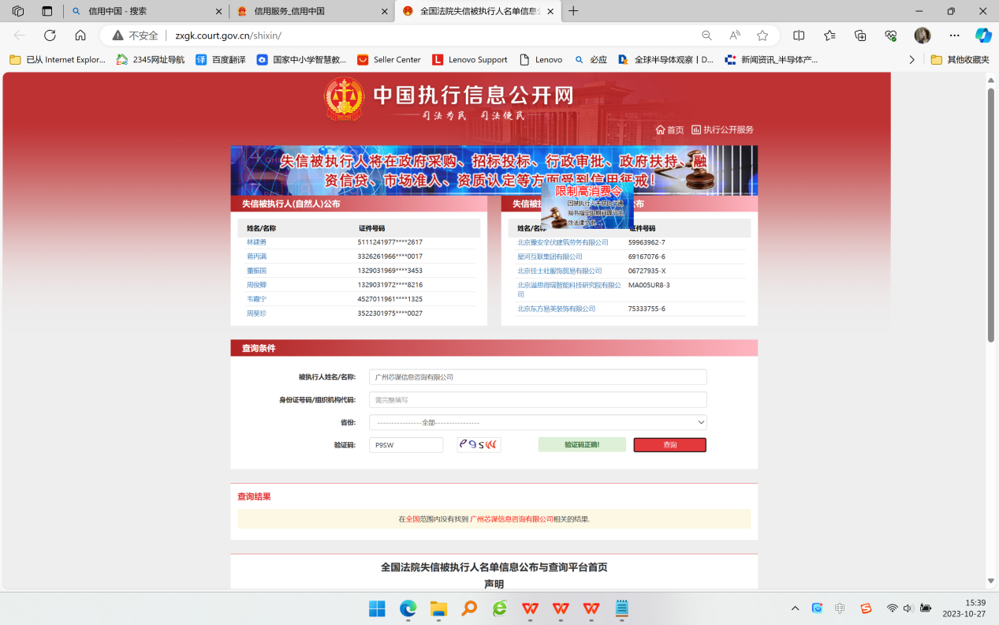 信用中国 - 搜索
信用服务_信用中国
全国法院失信被执行人名单信息
不安全
zxgk.court.gov.cn/shixin/
已从 Internet Explor...
2345网址导航
百度翻译
国家中小学智慧教...
Seller Center
Lenovo Support
Lenovo
必应
全球半导体观察丨D...
新闻资讯_半导体产...
其他收藏夹
中国执行信息公开网
司法为民 司法便民
首页 执行公开服务
失信被执行人将在政府采购、招标投标、行政审批、政府扶持、融
资信贷、市场准入、资质认定等方面受到信用惩戒!
限制高消费令
失信被执行人(自然人)公布
姓名/名称 证件号码
林建勇 5111241977****2617
蒋丙满 3326261966****0017
董振国 1329031969****3453
周俊卿 1329031972****8216
韦霞宁 4527011961****1325
周葵珍 3522301975****0027
失信被执 公布
姓名/名称 证件号码
北京豫安辛伏建筑劳务有限公司 59963962-7
星河互联集团有限公司 69167076-6
北京佳士社服饰贸易有限公司 06727935-X
北京溢思得瑞智能科技研究院有限公司 MA005UR8-3
北京东方易美装饰有限公司 75333755-6
查询条件
被执行人姓名/名称: 广州芯谋信息咨询有限公司
身份证号码/组织机构代码: 需完整填写
省份: ----------------全部----------------
验证码: P9SW P9sW 验证码正确! 查询
查询结果
在全国范围内没有找到 广州芯谋信息咨询有限公司相关的结果.
全国法院失信被执行人名单信息公布与查询平台首页
声明
中
15:39
2023-10-27